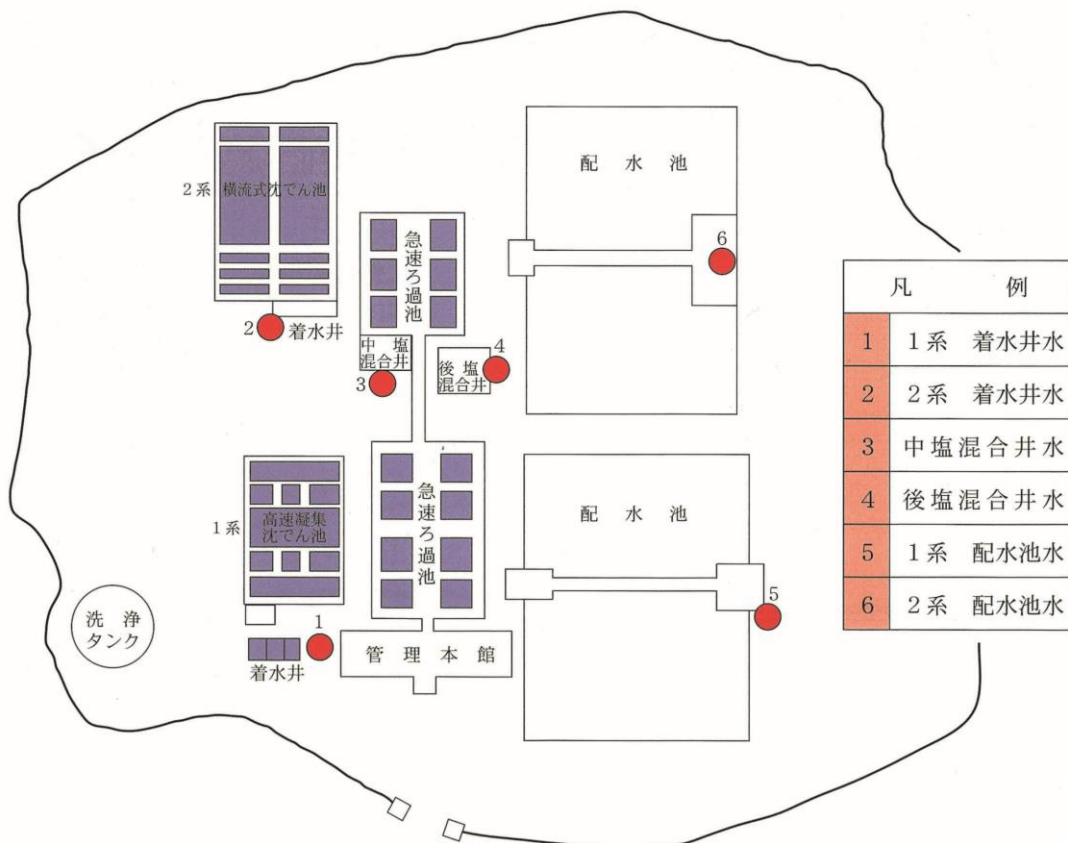 配水池
2系
横流式沈でん池
2
着水井
急速ろ過池
中塩
混合井
3
4
後塩
混合井
6
1系
高速凝集
沈でん池
急速ろ過池
配水池
5
洗浄
タンク
1
着水井
管理本館
凡例
1 1系 着水井水
2 2系 着水井水
3 中塩混合井水
4 後塩混合井水
5 1系 配水池水
6 2系 配水池水